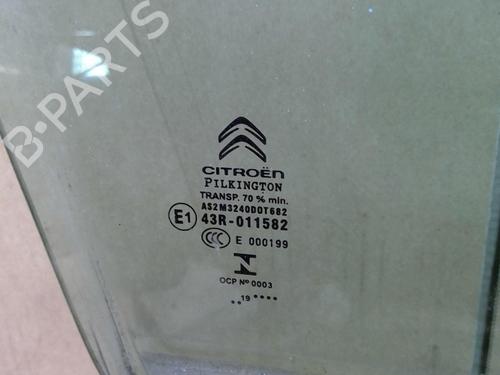 B-PARTS
CITROËN
PILKINGTON
TRANSP. 70 % min.
AS2M3240DOT682
E1 43R-011582
CCC E 000199
N
OCP Nº 0003
..19 ....